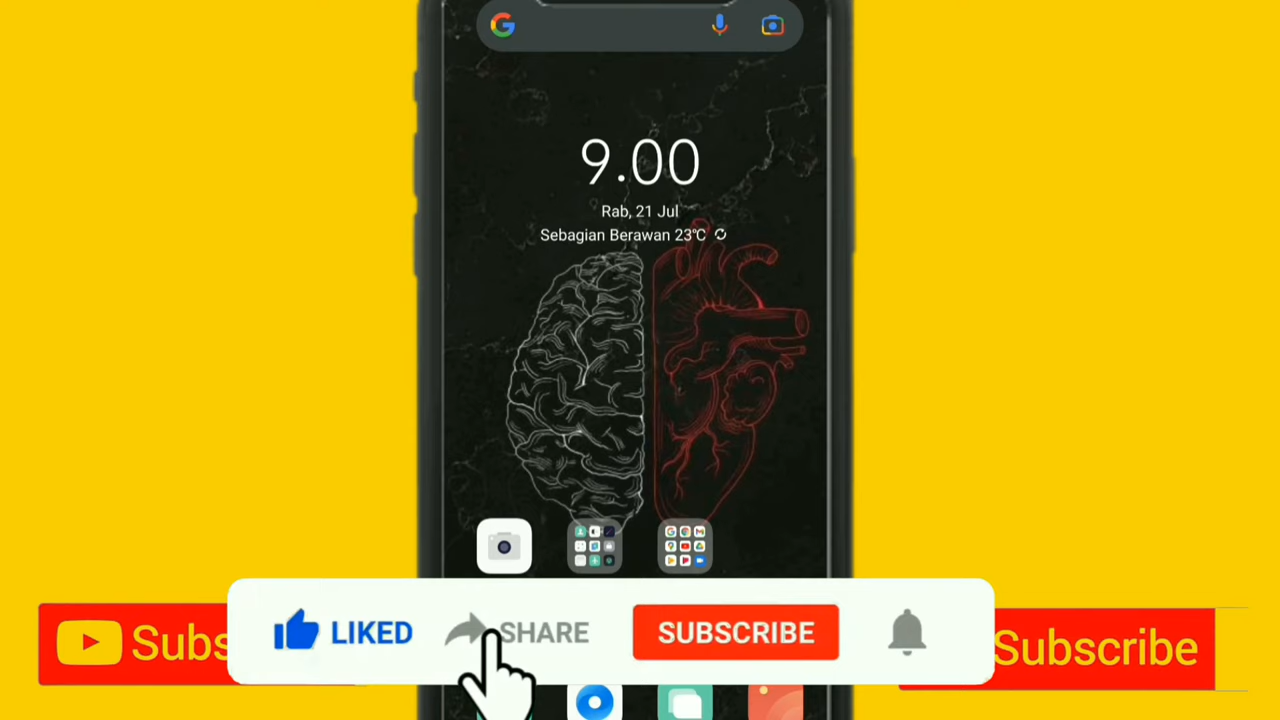 9.00
Rab, 21 Jul
Sebagian Berawan 23°C
LIKED
SHARE
SUBSCRIBE
Subs
Subscribe